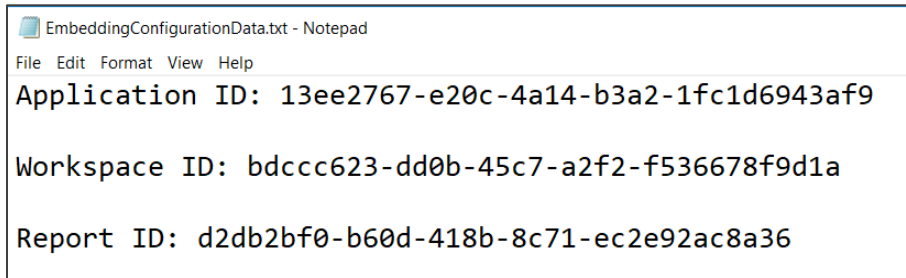 EmbeddingConfigurationData.txt - Notepad
File Edit Format View Help
Application ID: 13ee2767-e20c-4a14-b3a2-1fc1d6943af9
Workspace ID: bdccc623-dd0b-45c7-a2f2-f536678f9d1a
Report ID: d2db2bf0-b60d-418b-8c71-ec2e92ac8a36